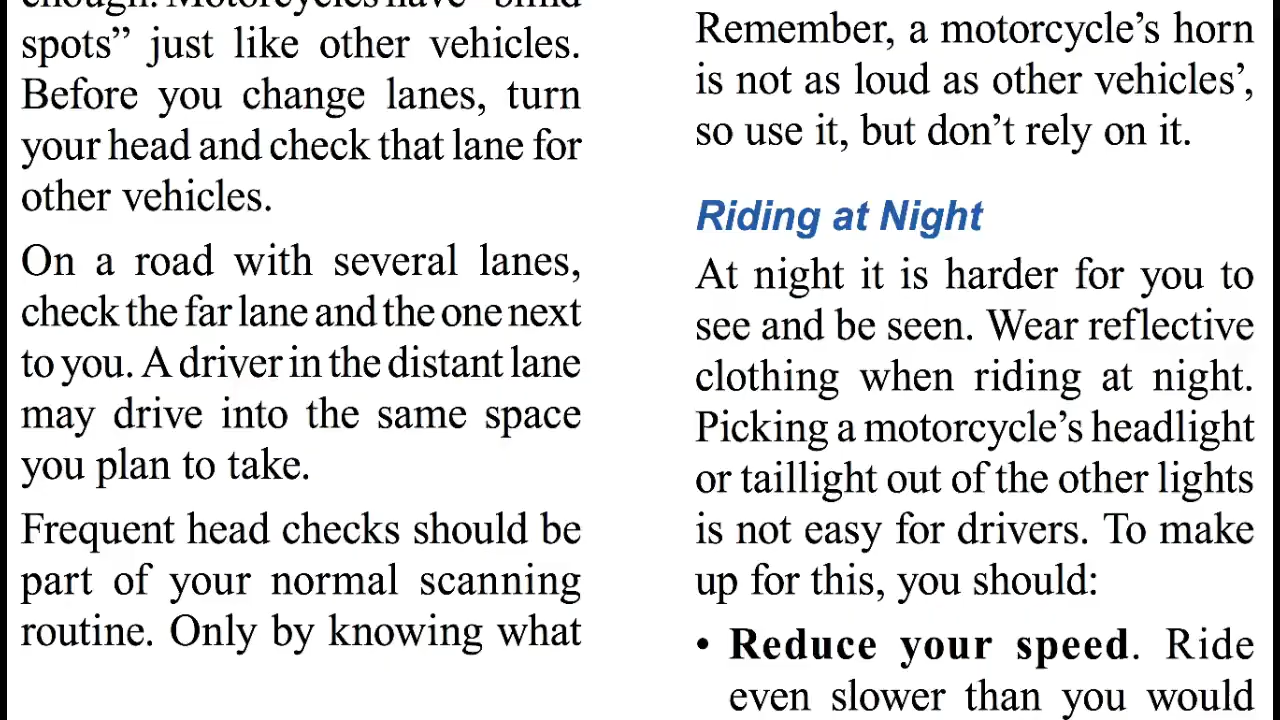 enough. Motorcycles have “blind
spots” just like other vehicles.
Before you change lanes, turn
your head and check that lane for
other vehicles.
On a road with several lanes,
check the far lane and the one next
to you. A driver in the distant lane
may drive into the same space
you plan to take.
Frequent head checks should be
part of your normal scanning
routine. Only by knowing what
Remember, a motorcycle’s horn
is not as loud as other vehicles’,
so use it, but don’t rely on it.
Riding at Night
At night it is harder for you to
see and be seen. Wear reflective
clothing when riding at night.
Picking a motorcycle’s headlight
or taillight out of the other lights
is not easy for drivers. To make
up for this, you should:
• Reduce your speed. Ride
even slower than you would